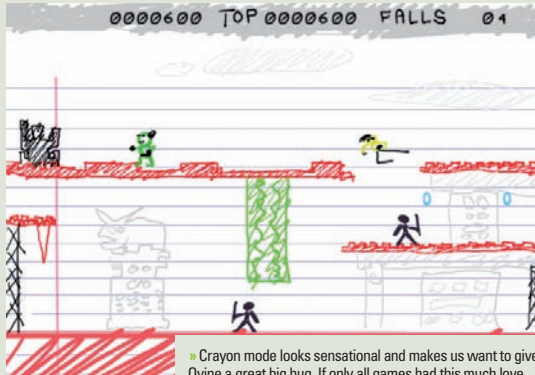 0000600 TOP 0000600 FALLS 04
» Crayon mode looks sensational and makes us want to give
Ovine a great big hug. If only all games had this much love